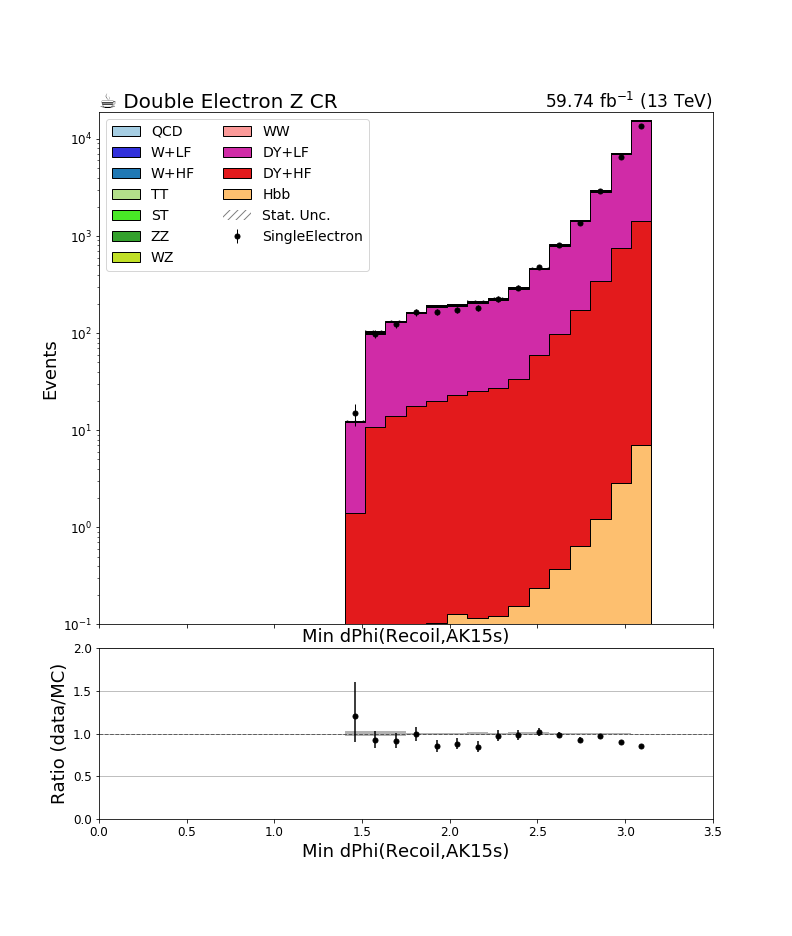 ☕ Double Electron Z CR 59.74 fb⁻¹ (13 TeV)
QCD WW
W+LF DY+LF
W+HF DY+HF
TT Hbb
ST Stat. Unc.
ZZ SingleElectron
WZ
10⁴
10³
10²
10¹
10⁰
10⁻¹
Events
Min dPhi(Recoil,AK15s)
2.0
1.5
1.0
0.5
0.0
Ratio (data/MC)
0.0 0.5 1.0 1.5 2.0 2.5 3.0 3.5
Min dPhi(Recoil,AK15s)